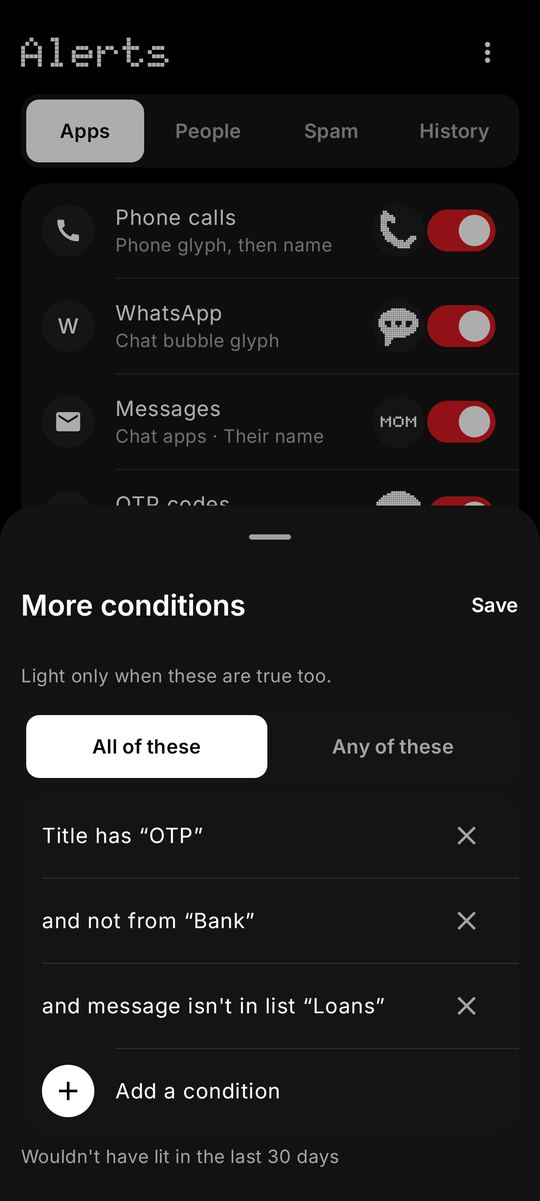 Alerts
Apps People Spam History
Phone calls
Phone glyph, then name
W
WhatsApp
Chat bubble glyph
Messages
Chat apps · Their name
MOM
OTP codes
More conditions
Save
Light only when these are true too.
All of these Any of these
Title has “OTP”
and not from “Bank”
and message isn't in list “Loans”
Add a condition
Wouldn't have lit in the last 30 days